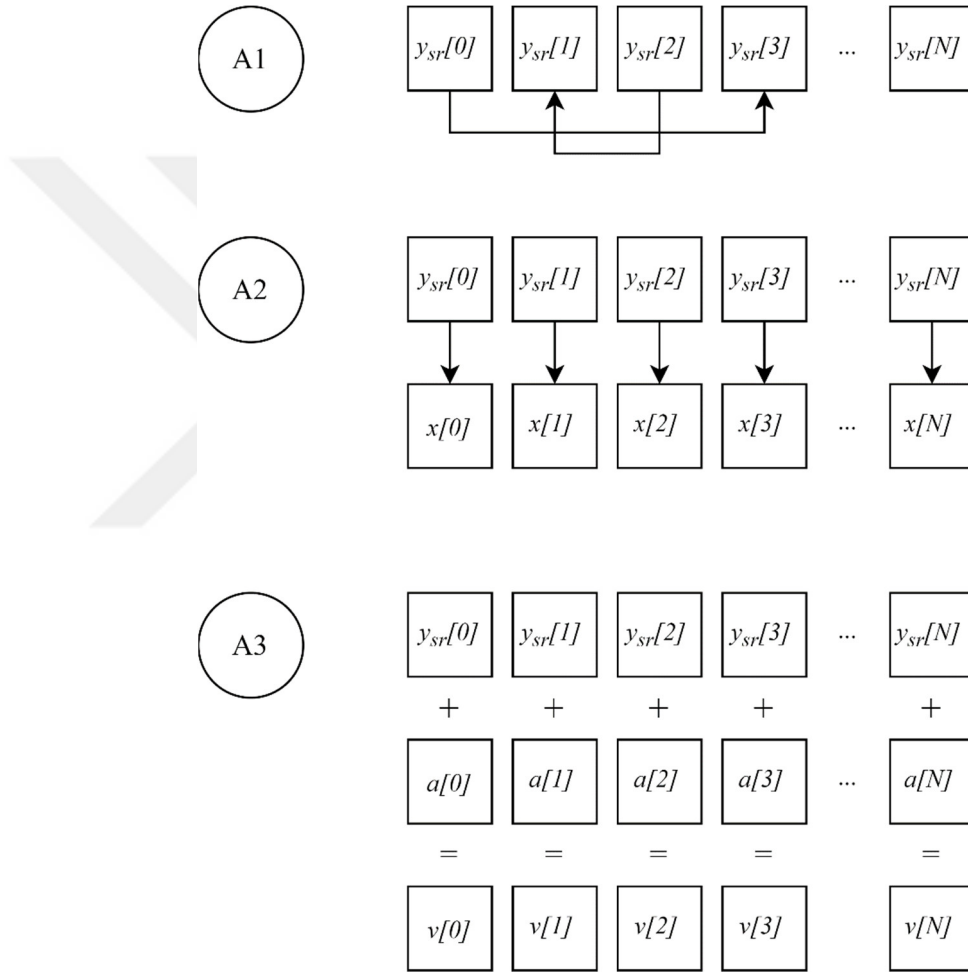 A1 y_sr[0] y_sr[1] y_sr[2] y_sr[3] ... y_sr[N]
A2 y_sr[0] y_sr[1] y_sr[2] y_sr[3] ... y_sr[N]
x[0] x[1] x[2] x[3] ... x[N]
A3 y_sr[0] y_sr[1] y_sr[2] y_sr[3] ... y_sr[N]
+ + + + +
a[0] a[1] a[2] a[3] ... a[N]
= = = = =
v[0] v[1] v[2] v[3] ... v[N]